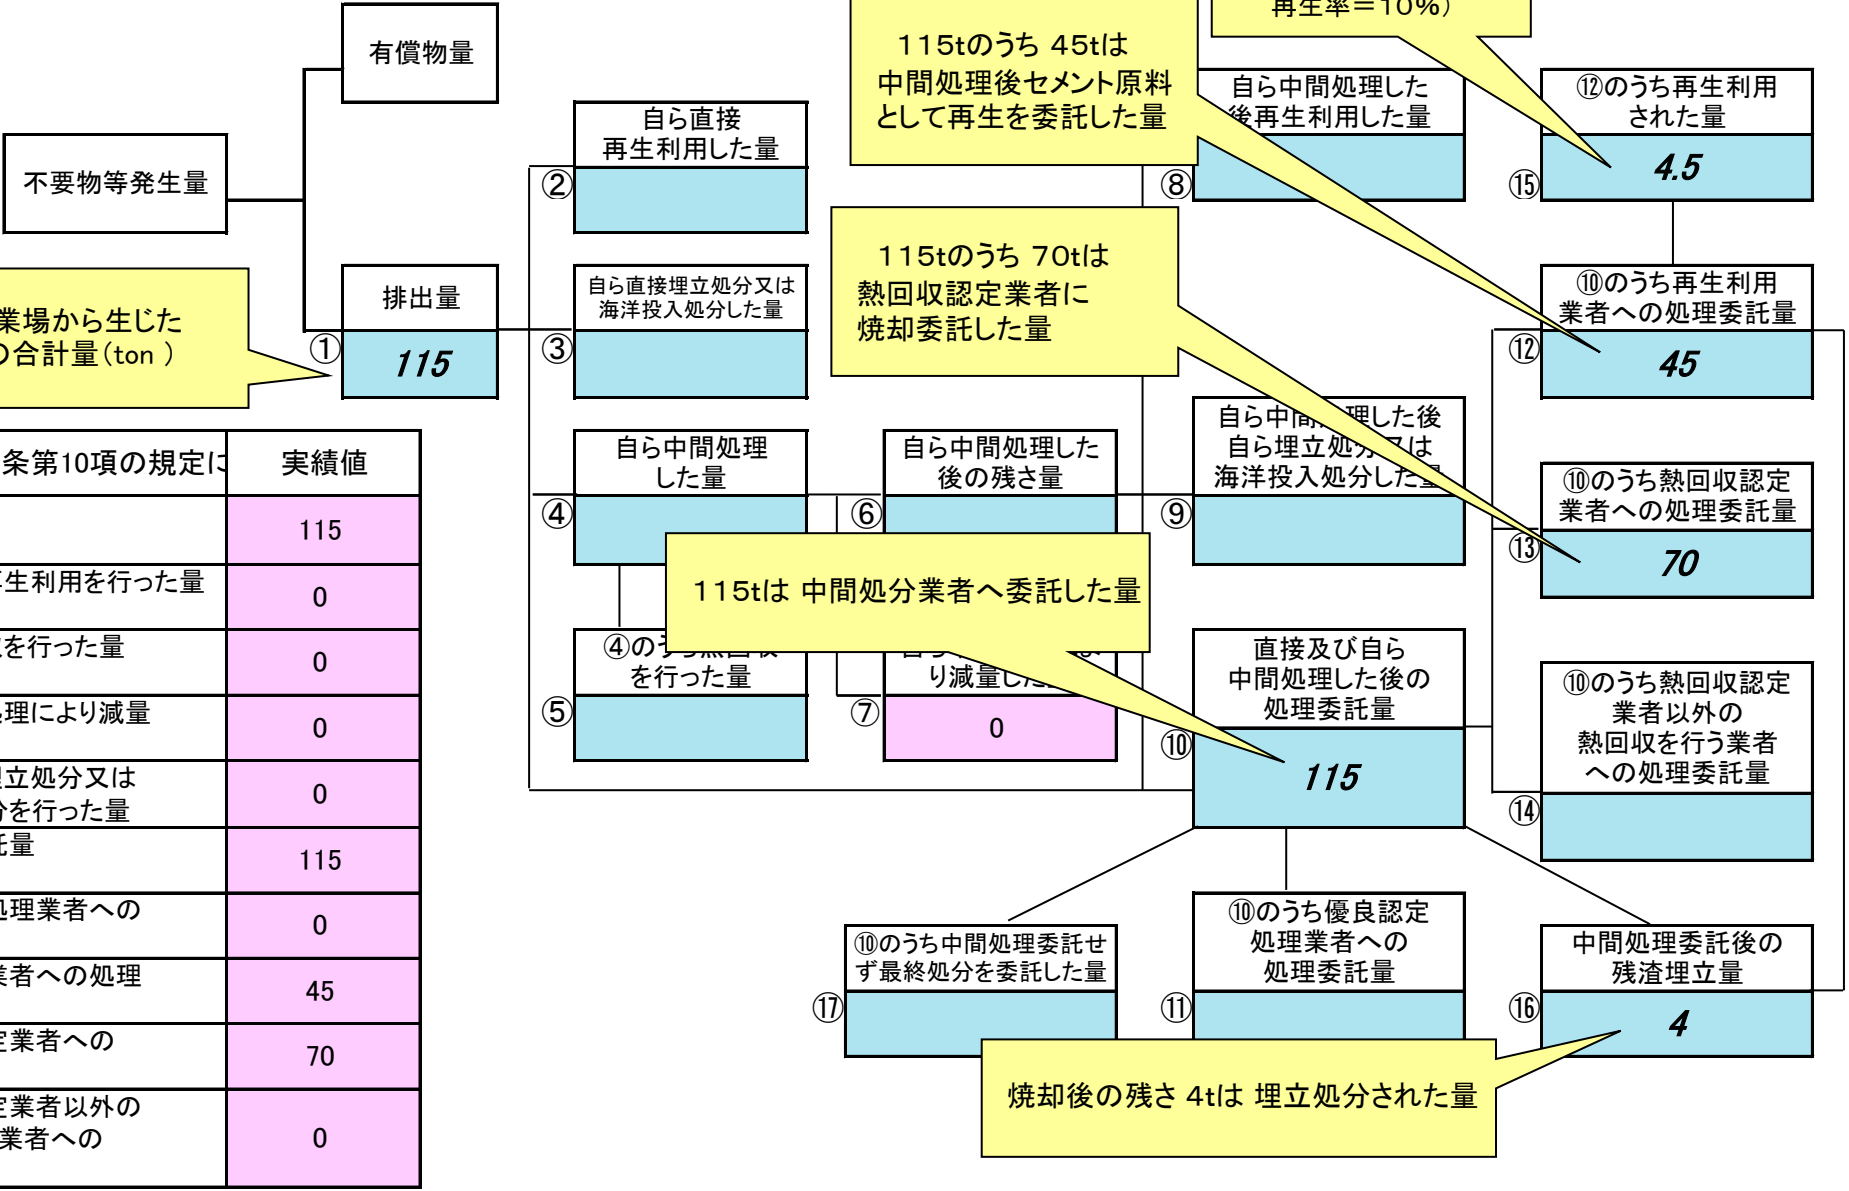 再生率＝10％）
有償物量
115tのうち 45tは
中間処理後セメント原料
として再生を委託した量
自ら中間処理した
後再生利用した量
⑧
⑫のうち再生利用
された量
⑮
4.5
自ら直接
再生利用した量
②
不要物等発生量
115tのうち 70tは
熱回収認定業者に
焼却委託した量
排出量
①
115
業場から生じた
の合計量（ton ）
自ら直接埋立処分又は
海洋投入処分した量
③
⑩のうち再生利用
業者への処理委託量
⑫
45
条第10項の規定に
実績値
115
再生利用を行った量
0
を行った量
0
処理により減量
0
埋立処分又は
分を行った量
0
託量
115
処理業者への
0
業者への処理
45
定業者への
70
定業者以外の
業者への
0
自ら中間処理
した量
④
自ら中間処理した
後の残さ量
⑥
自ら中間処理した後
自ら埋立処分又は
海洋投入処分した量
⑨
⑩のうち熱回収認定
業者への処理委託量
⑬
70
115tは 中間処分業者へ委託した量
④のうち熱回収
を行った量
⑤
り減量した
⑦
0
直接及び自ら
中間処理した後の
処理委託量
⑩
115
⑩のうち熱回収認定
業者以外の
熱回収を行う業者
への処理委託量
⑭
⑩のうち中間処理委託せ
ず最終処分を委託した量
⑰
⑩のうち優良認定
処理業者への
処理委託量
⑪
中間処理委託後の
残渣埋立量
⑯
4
焼却後の残さ 4tは 埋立処分された量